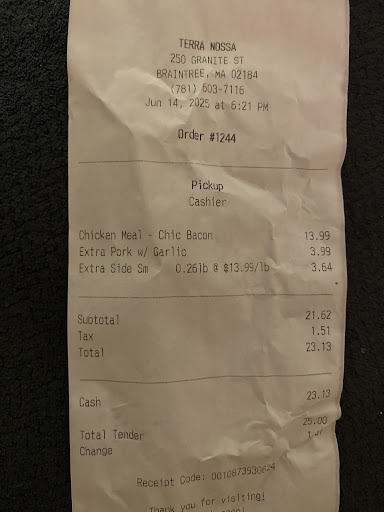 TERRA NOSSA
250 GRANITE ST
BRAINTREE, MA 02184
(781) 603-7116
Jun 14, 2025 at 6:21 PM
Order #1244
Pickup
Cashier
Chicken Meal - Chic Bacon 13.99
Extra Pork w/ Garlic 3.99
Extra Side Sm 0.26lb @ $13.99/lb 3.64
Subtotal 21.62
Tax 1.51
Total 23.13
Cash 23.13
Total Tender 25.00
Change
Receipt Code: 0010873930624
Thank you for visiting!